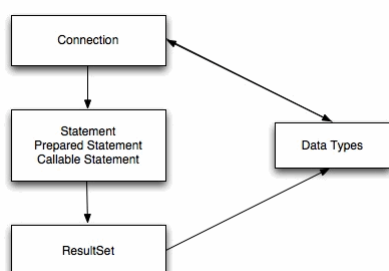 Connection
Statement
Prepared Statement
Callable Statement
Data Types
ResultSet